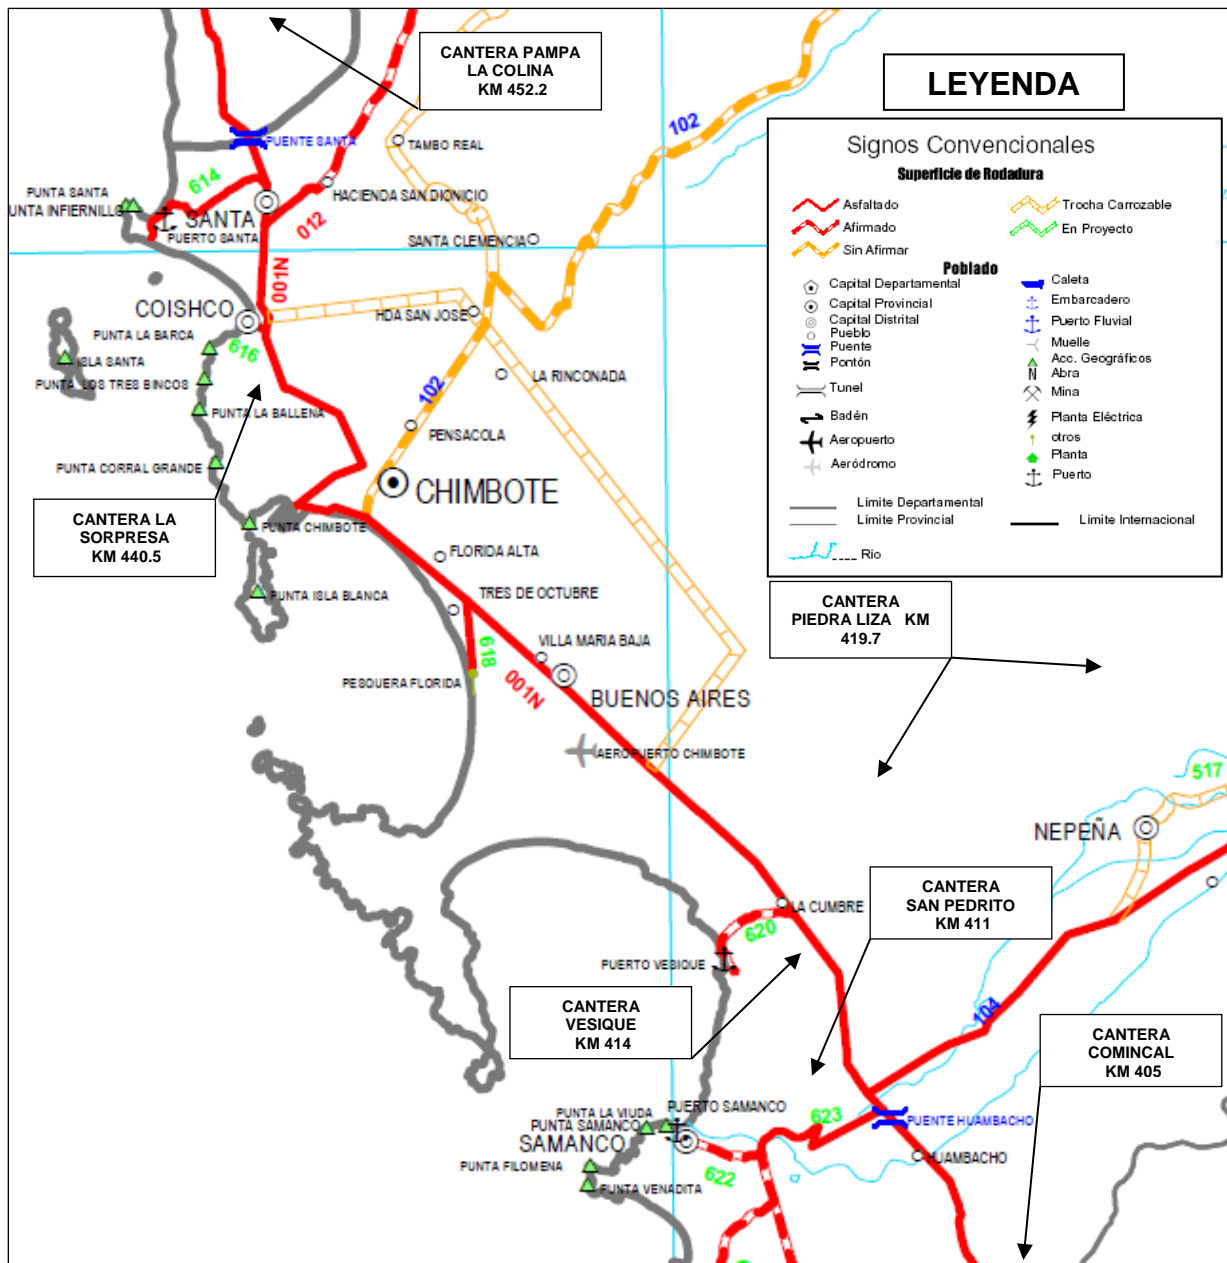 CANTERA PAMPA
LA COLINA
KM 452.2
LEYENDA
Signos Convencionales
Superficie de Rodadura
Asfaltado
Afirmado
Sin Afirmar
Trocha Carrozable
En Proyecto
Poblado
Capital Departamental
Capital Provincial
Capital Distrital
Pueblo
Puente
Pontón
Tunel
Badén
Aeropuerto
Aeródromo
Caleta
Embarcadero
Puerto Fluvial
Muelle
Acc. Geográficos
N Abra
Mina
Planta Eléctrica
otros
Planta
Puerto
Límite Departamental
Límite Provincial
Límite Internacional
Río
102
PUENTE SANTA
TAMBO REAL
614
PUNTA SANTA
UNTA INFIERNILLO
HACIENDA SAN DIONICIO
SANTA
PUERTO SANTA
012
SANTA CLEMENCIA
001N
COISHCO
HDA SAN JOSE
PUNTA LA BARCA
616
ISLA SANTA
PUNTA LOS TRES BINCOS
LA RINCONADA
102
PUNTA LA BALLENA
PENSACOLA
PUNTA CORRAL GRANDE
CHIMBOTE
CANTERA LA
SORPRESA
KM 440.5
PUNTA CHIMBOTE
FLORIDA ALTA
PUNTA ISLA BLANCA
TRES DE OCTUBRE
CANTERA
PIEDRA LIZA KM
419.7
618
VILLA MARIA BAJA
PESQUERA FLORIDA
001N
BUENOS AIRES
AEROPUERTO CHIMBOTE
517
NEPEÑA
CANTERA
SAN PEDRITO
KM 411
LA CUMBRE
620
PUERTO VESIQUE
CANTERA
VESIQUE
KM 414
104
CANTERA
COMINCAL
KM 405
PUNTA LA VIUDA
PUERTO SAMANCO
PUNTA SAMANCO
623
PUENTE HUAMBACHO
SAMANCO
HUAMBACHO
PUNTA FILOMENA
622
PUNTA VENADITA